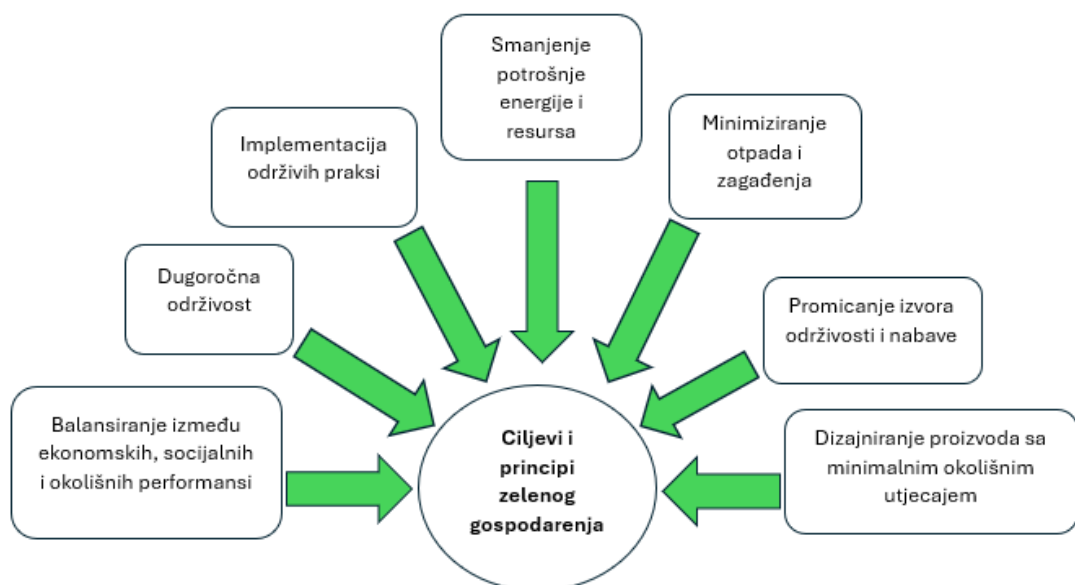 Smanjenje
potrošnje
energije i
resursa
Implementacija
održivih praksi
Minimiziranje
otpada i
zagađenja
Dugoročna
održivost
Promicanje izvora
održivosti i nabave
Balansiranje između
ekonomskih, socijalnih
i okolišnih performansi
Ciljevi i
principi
zelenog
gospodarenja
Dizajniranje proizvoda sa
minimalnim okolišnim
utjecajem